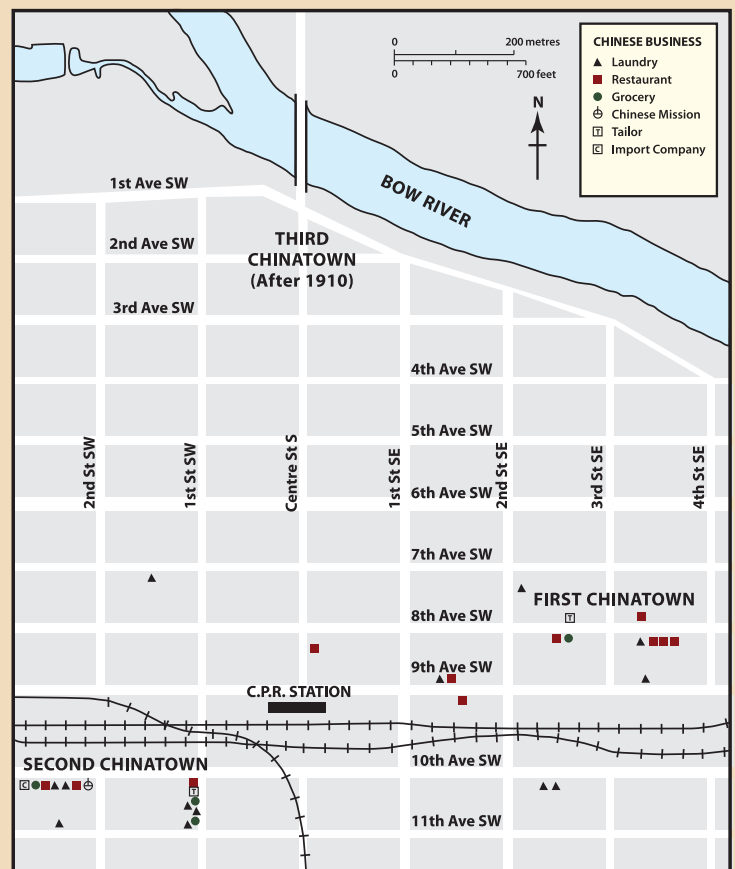 0 200 metres
0 700 feet
N
CHINESE BUSINESS
Laundry
Restaurant
Grocery
Chinese Mission
T Tailor
C Import Company
BOW RIVER
1st Ave SW
2nd Ave SW
THIRD
CHINATOWN
(After 1910)
3rd Ave SW
4th Ave SW
5th Ave SW
2nd St SW
1st St SW
Centre St S
1st St SE
2nd St SE
3rd St SE
4th St SE
6th Ave SW
7th Ave SW
FIRST CHINATOWN
8th Ave SW
T
9th Ave SW
C.P.R. STATION
10th Ave SW
SECOND CHINATOWN
C
T
11th Ave SW